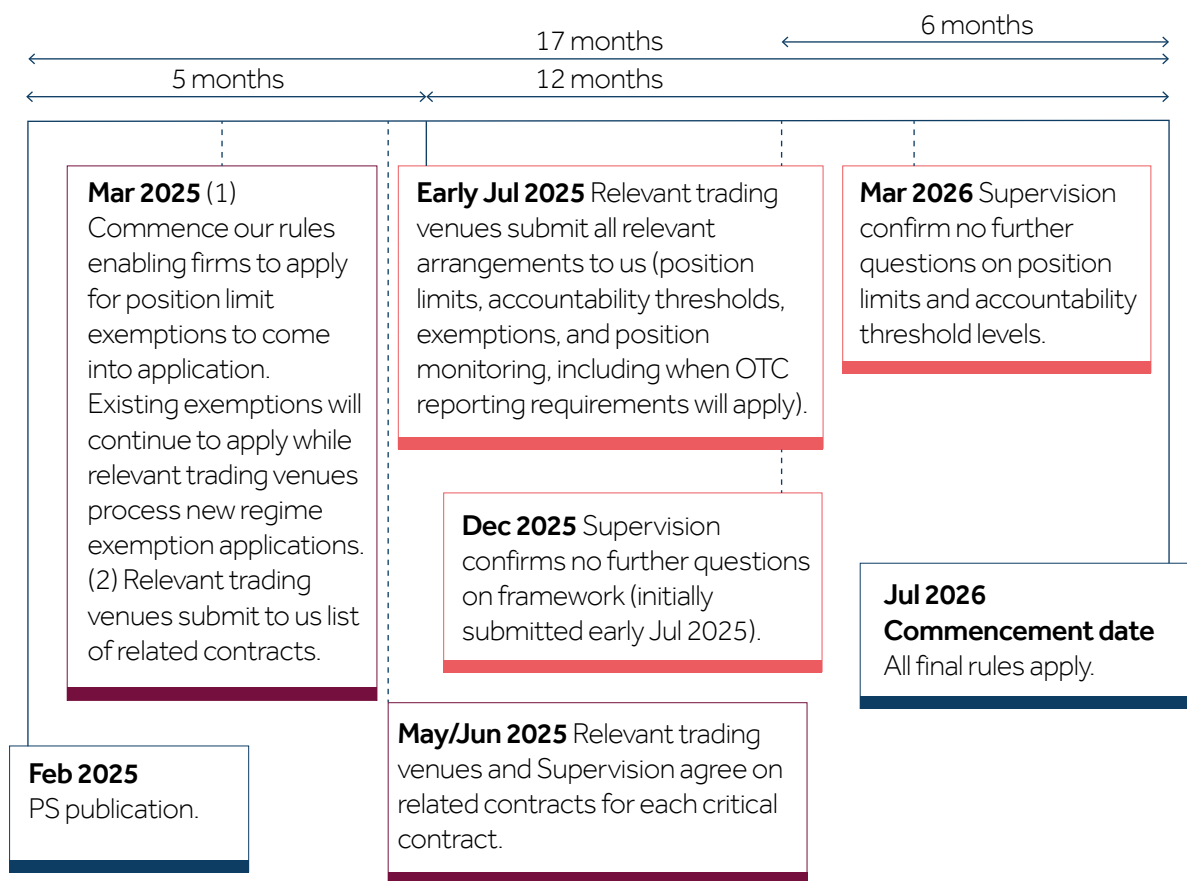 6 months
17 months
5 months
12 months
Mar 2025 (1)
Commence our rules
enabling firms to apply
for position limit
exemptions to come
into application.
Existing exemptions will
continue to apply while
relevant trading venues
process new regime
exemption applications.
(2) Relevant trading
venues submit to us list
of related contracts.
Early Jul 2025 Relevant trading
venues submit all relevant
arrangements to us (position
limits, accountability thresholds,
exemptions, and position
monitoring, including when OTC
reporting requirements will apply).
Mar 2026 Supervision
confirm no further
questions on position
limits and accountability
threshold levels.
Dec 2025 Supervision
confirms no further questions
on framework (initially
submitted early Jul 2025).
Jul 2026
Commencement date
All final rules apply.
May/Jun 2025 Relevant trading
venues and Supervision agree on
related contracts for each critical
contract.
Feb 2025
PS publication.